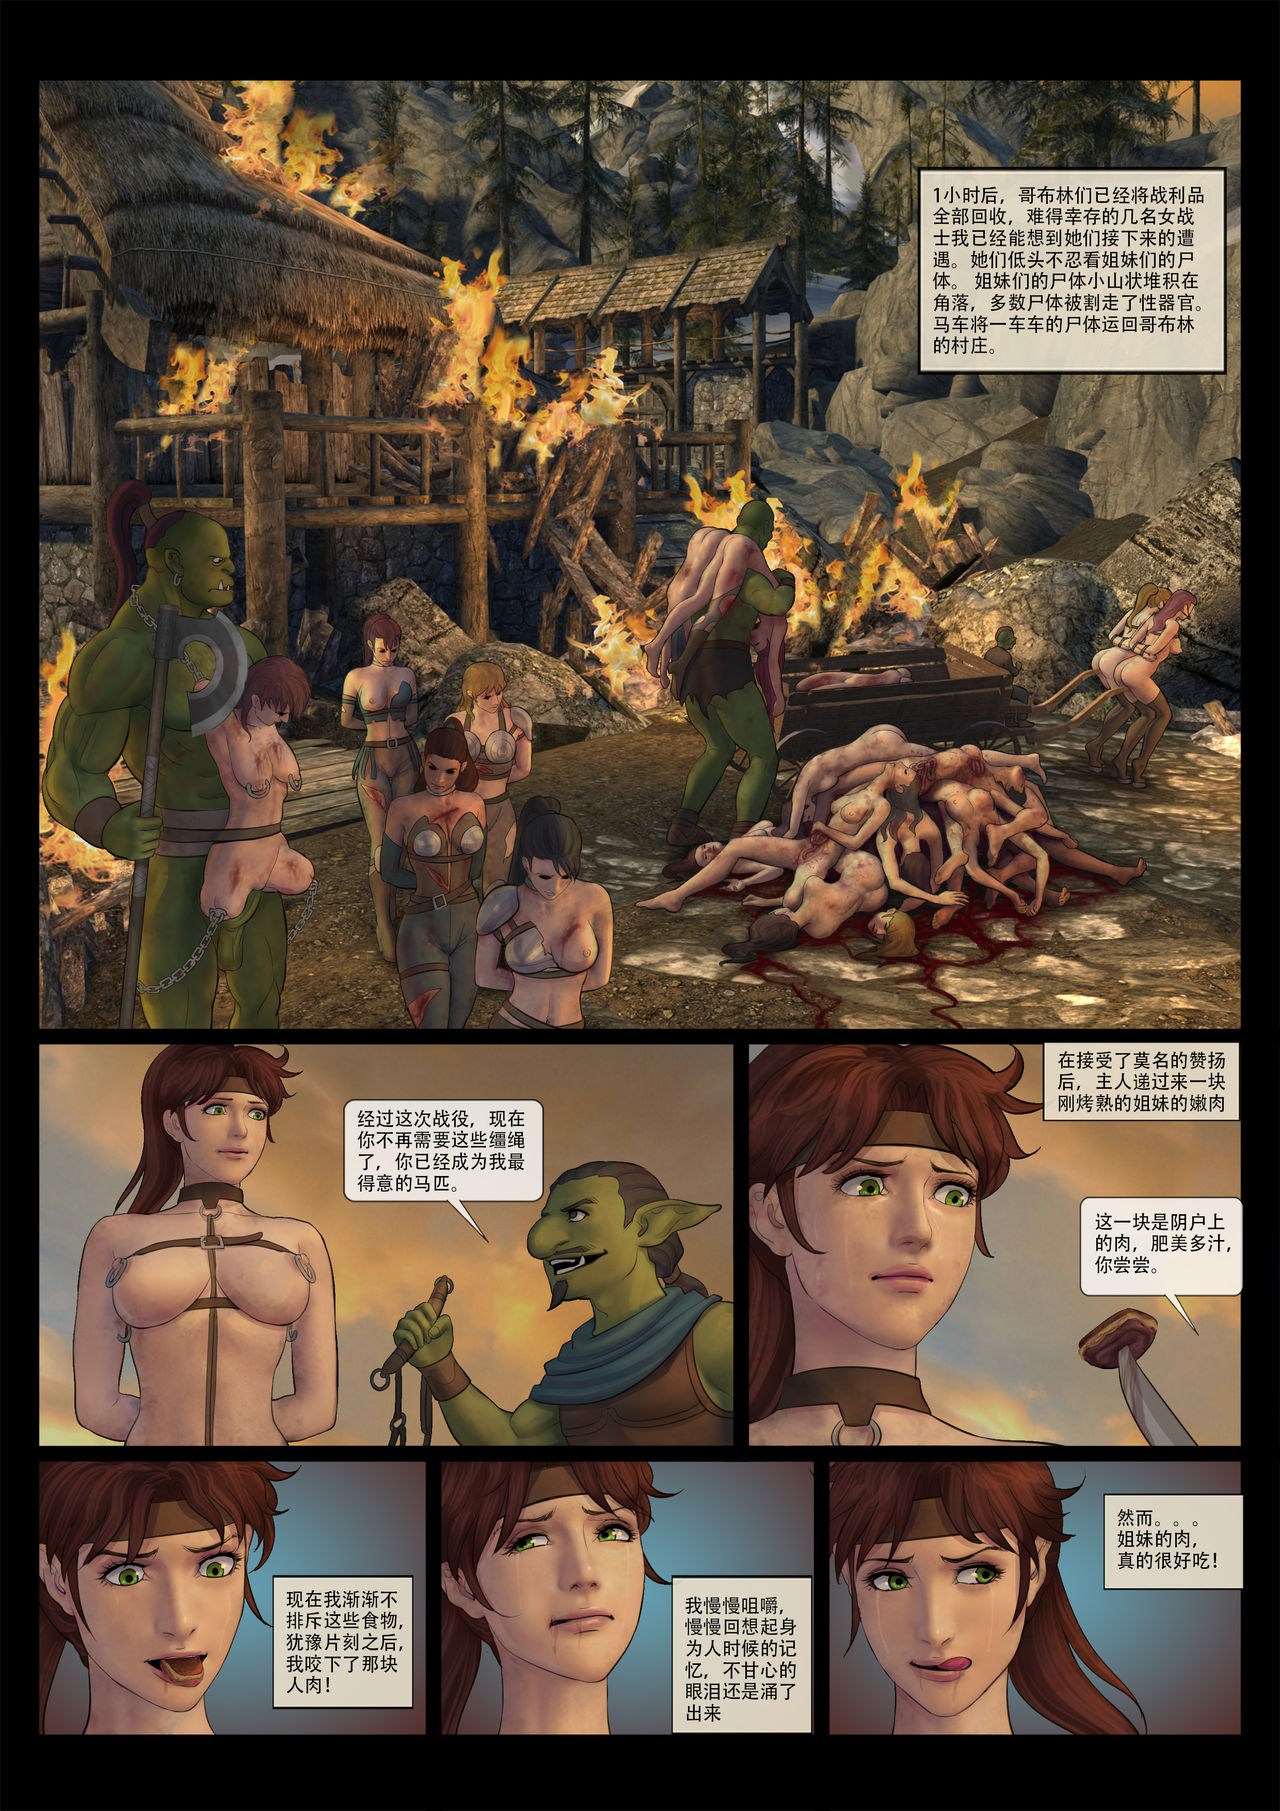 1小时后，哥布林们已经将战利品
全部回收，难得幸存的几名女战
士我已经能想到她们接下来的遭
遇。她们低头不忍看姐妹们的尸
体。 姐妹们的尸体小山状堆积在
角落，多数尸体被割走了性器官。
马车将一车车的尸体运回哥布林
的村庄。
经过这次战役，现在
你不再需要这些缰绳
了，你已经成为我最
得意的马匹。
在接受了莫名的赞扬
后，主人递过来一块
刚烤熟的姐妹的嫩肉
这一块是阴户上
的肉，肥美多汁，
你尝尝。
现在我渐渐不
排斥这些食物，
犹豫片刻之后，
我咬下了那块
人肉！
我慢慢咀嚼，
慢慢回想起身
为人时候的记
忆，不甘心的
眼泪还是涌了
出来
然而。。。
姐妹的肉，
真的很好吃！